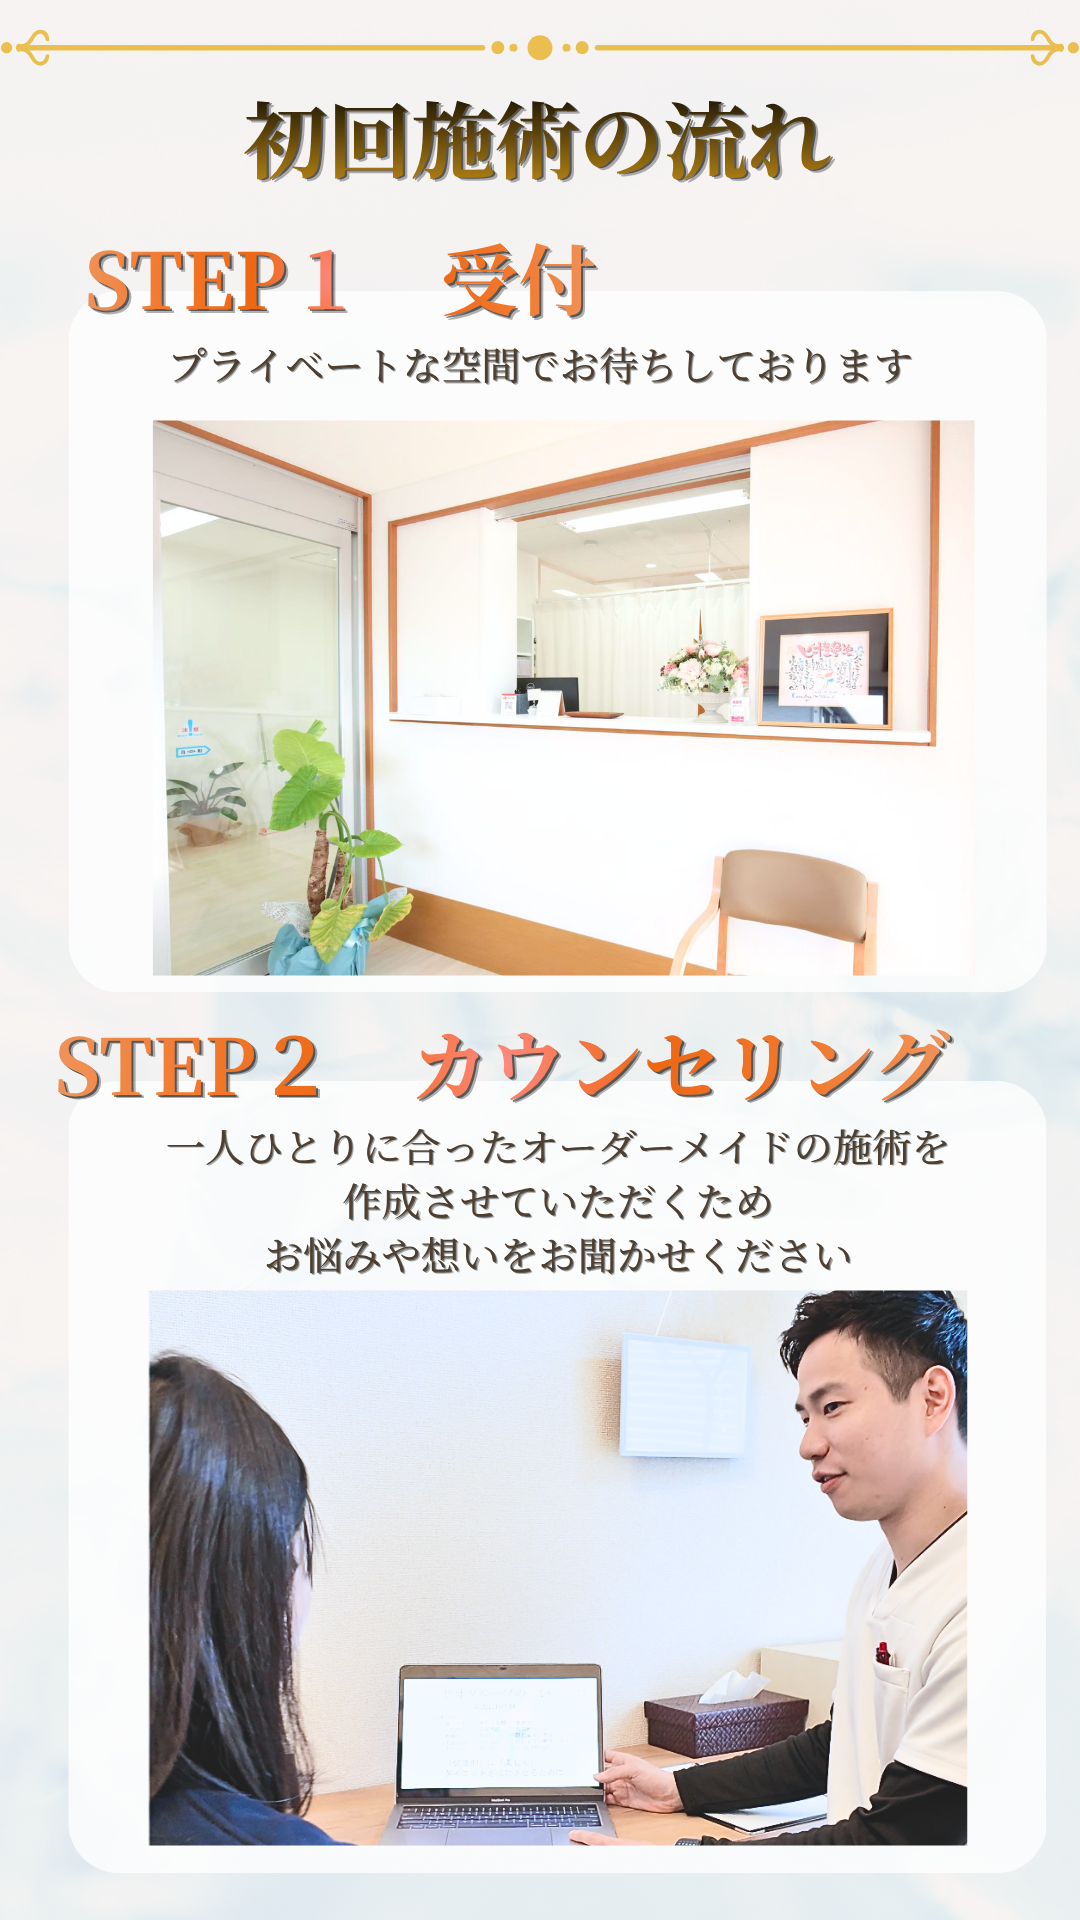 初回施術の流れ
STEP 1 受付
プライベートな空間でお待ちしております
STEP 2 カウンセリング
一人ひとりに合ったオーダーメイドの施術を
作成させていただくため
お悩みや想いをお聞かせください